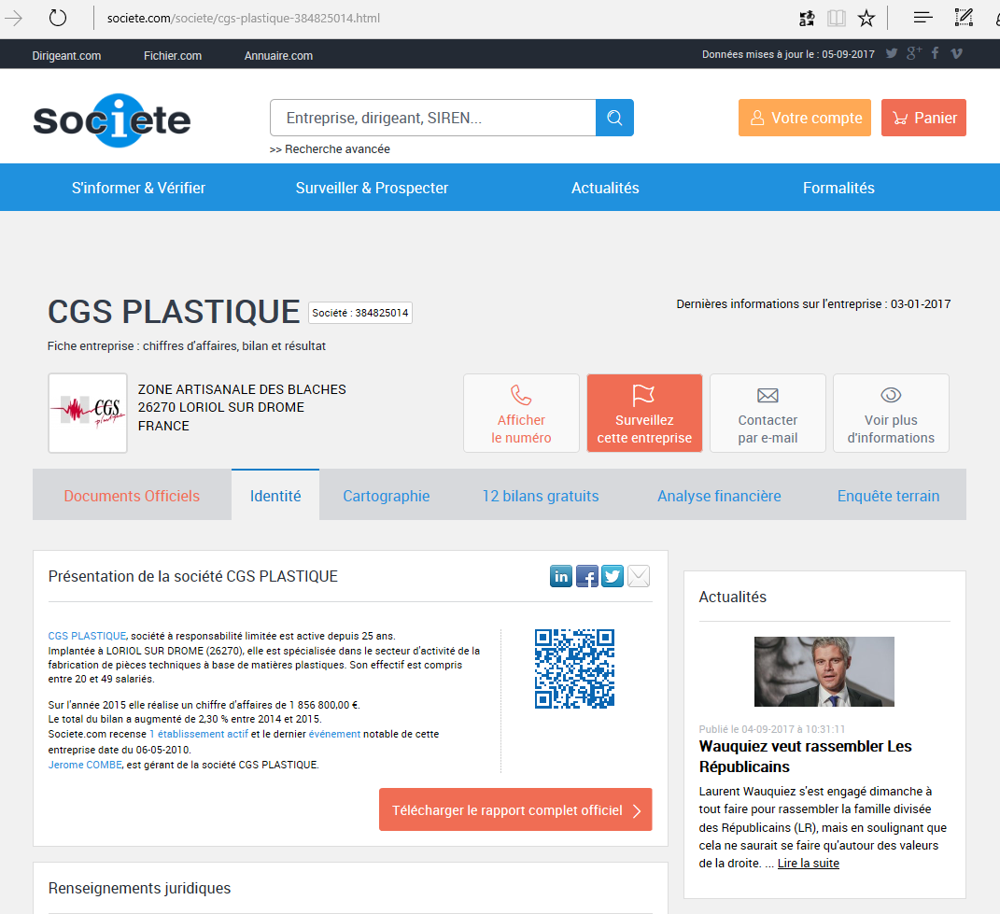 societe.com/societe/cgs-plastique-384825014.html
Dirigeant.com Fichier.com Annuaire.com Données mises à jour le : 05-09-2017
societe
Entreprise, dirigeant, SIREN...
Votre compte
Panier
>> Recherche avancée
S'informer & Vérifier Surveiller & Prospecter Actualités Formalités
CGS PLASTIQUE
Société : 384825014
Dernières informations sur l'entreprise : 03-01-2017
Fiche entreprise : chiffres d'affaires, bilan et résultat
CGS
plastique
ZONE ARTISANALE DES BLACHES
26270 LORIOL SUR DROME
FRANCE
Afficher
le numéro
Surveillez
cette entreprise
Contacter
par e-mail
Voir plus
d'informations
Documents Officiels Identité Cartographie 12 bilans gratuits Analyse financière Enquête terrain
Présentation de la société CGS PLASTIQUE
CGS PLASTIQUE, société à responsabilité limitée est active depuis 25 ans.
Implantée à LORIOL SUR DROME (26270), elle est spécialisée dans le secteur d'activité de la
fabrication de pièces techniques à base de matières plastiques. Son effectif est compris
entre 20 et 49 salariés.
Sur l'année 2015 elle réalise un chiffre d'affaires de 1 856 800,00 €.
Le total du bilan a augmenté de 2,30 % entre 2014 et 2015.
Societe.com recense 1 établissement actif et le dernier événement notable de cette
entreprise date du 06-05-2010.
Jerome COMBE, est gérant de la société CGS PLASTIQUE.
Télécharger le rapport complet officiel
Renseignements juridiques
Actualités
Publié le 04-09-2017 à 10:31:11
Wauquiez veut rassembler Les
Républicains
Laurent Wauquiez s'est engagé dimanche à
tout faire pour rassembler la famille divisée
des Républicains (LR), mais en soulignant que
cela ne saurait se faire qu'autour des valeurs
de la droite. ... Lire la suite